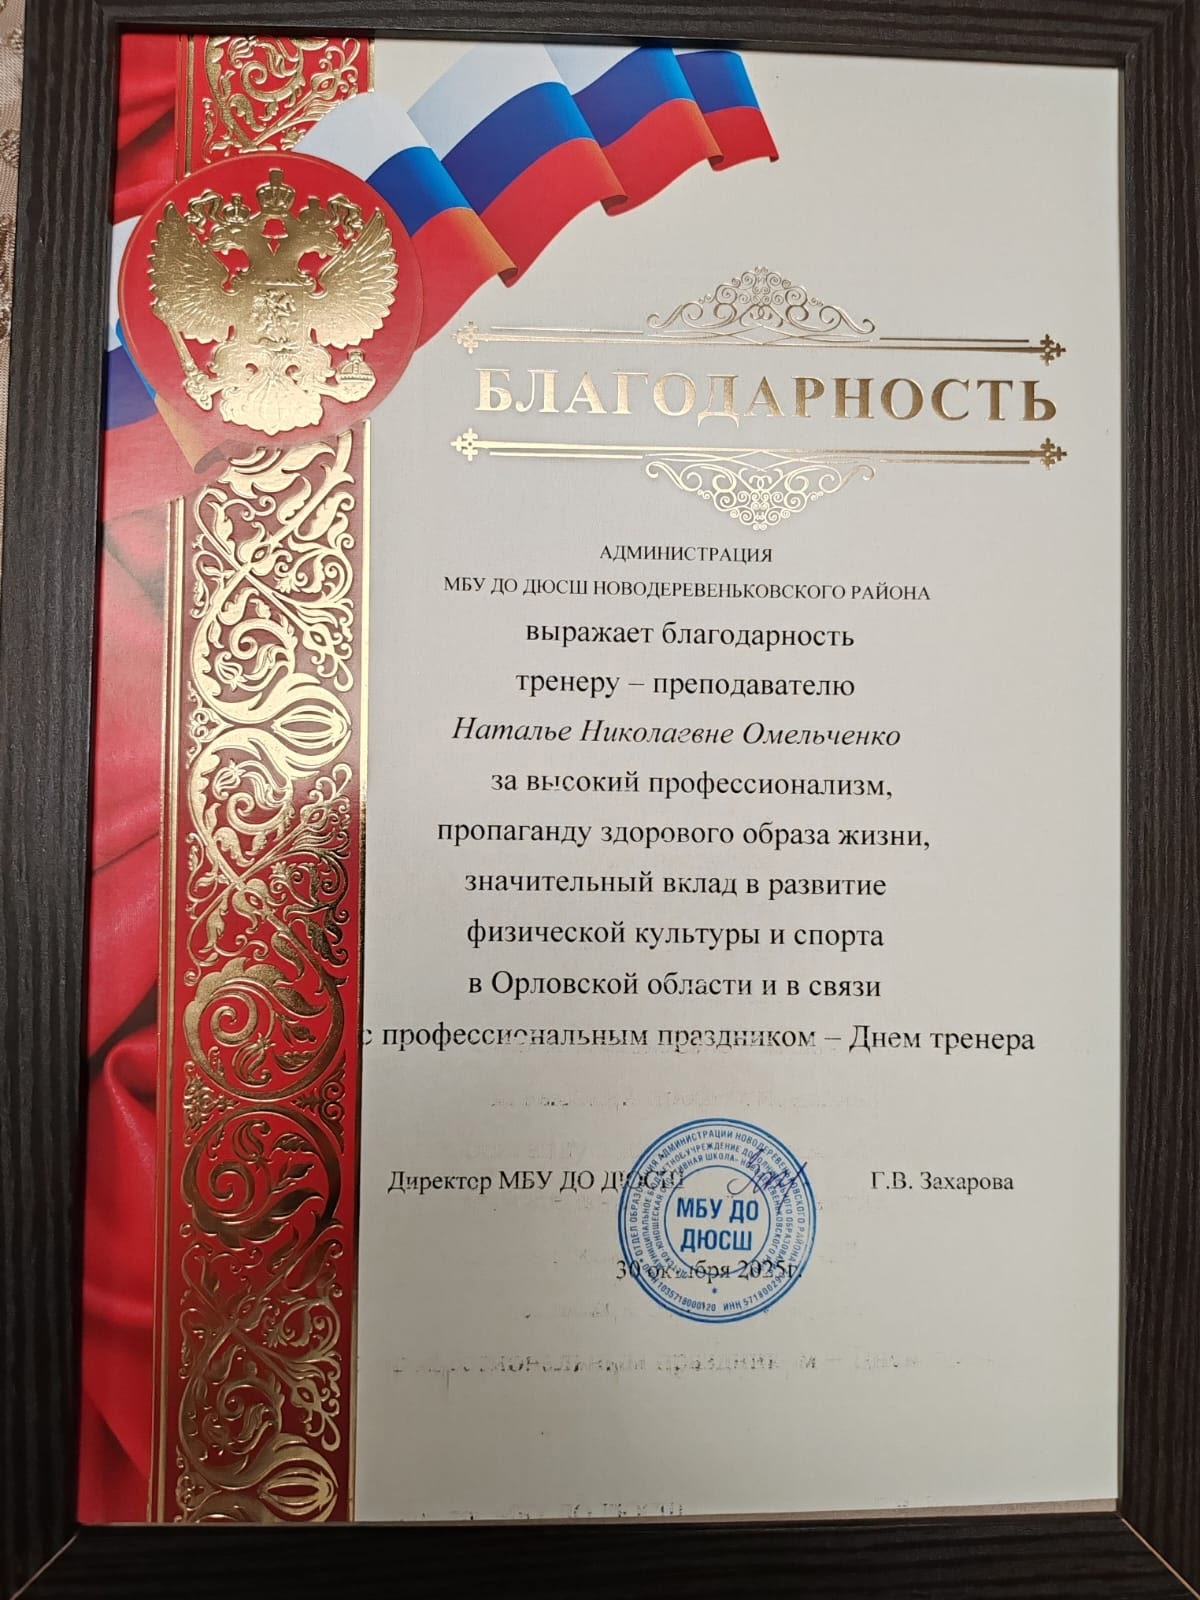 БЛАГОДАРНОСТЬ
АДМИНИСТРАЦИЯ
МБУ ДО ДЮСШ НОВОДЕРЕВЕНЬКОВСКОГО РАЙОНА
выражает благодарность
тренеру – преподавателю
Наталье Николаевне Омельченко
за высокий профессионализм,
пропаганду здорового образа жизни,
значительный вклад в развитие
физической культуры и спорта
в Орловской области и в связи
с профессиональным праздником – Днем тренера
Директор МБУ ДО ДЮСШ Г.В. Захарова
МБУ ДО
ДЮСШ
30 октября 2025г.